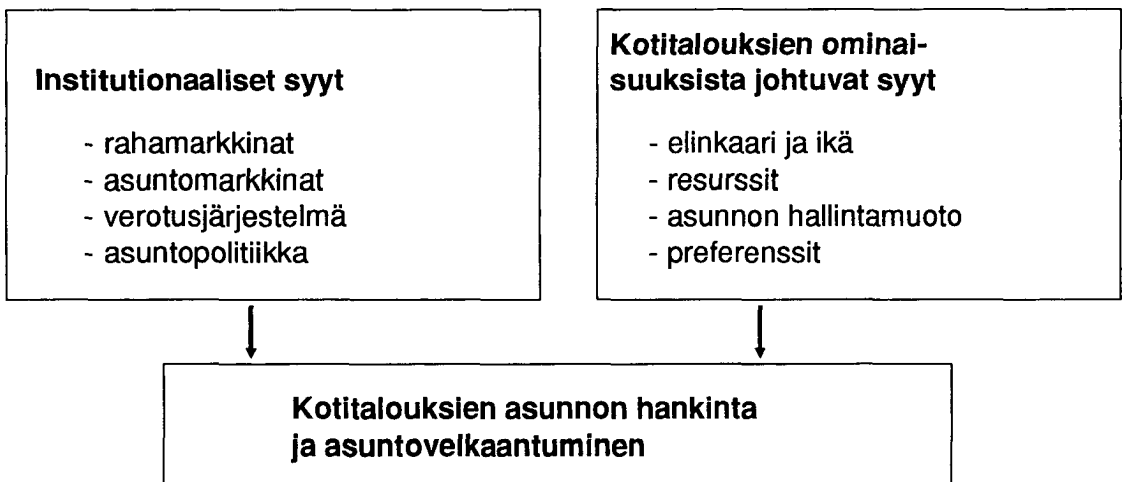 Institutionaaliset syyt
- rahamarkkinat
- asuntomarkkinat
- verotusjärjestelmä
- asuntopolitiikka
Kotitalouksien ominai-
suuksista johtuvat syyt
- elinkaari ja ikä
- resurssit
- asunnon hallintamuoto
- preferenssit
Kotitalouksien asunnon hankinta
ja asuntovelkaantuminen